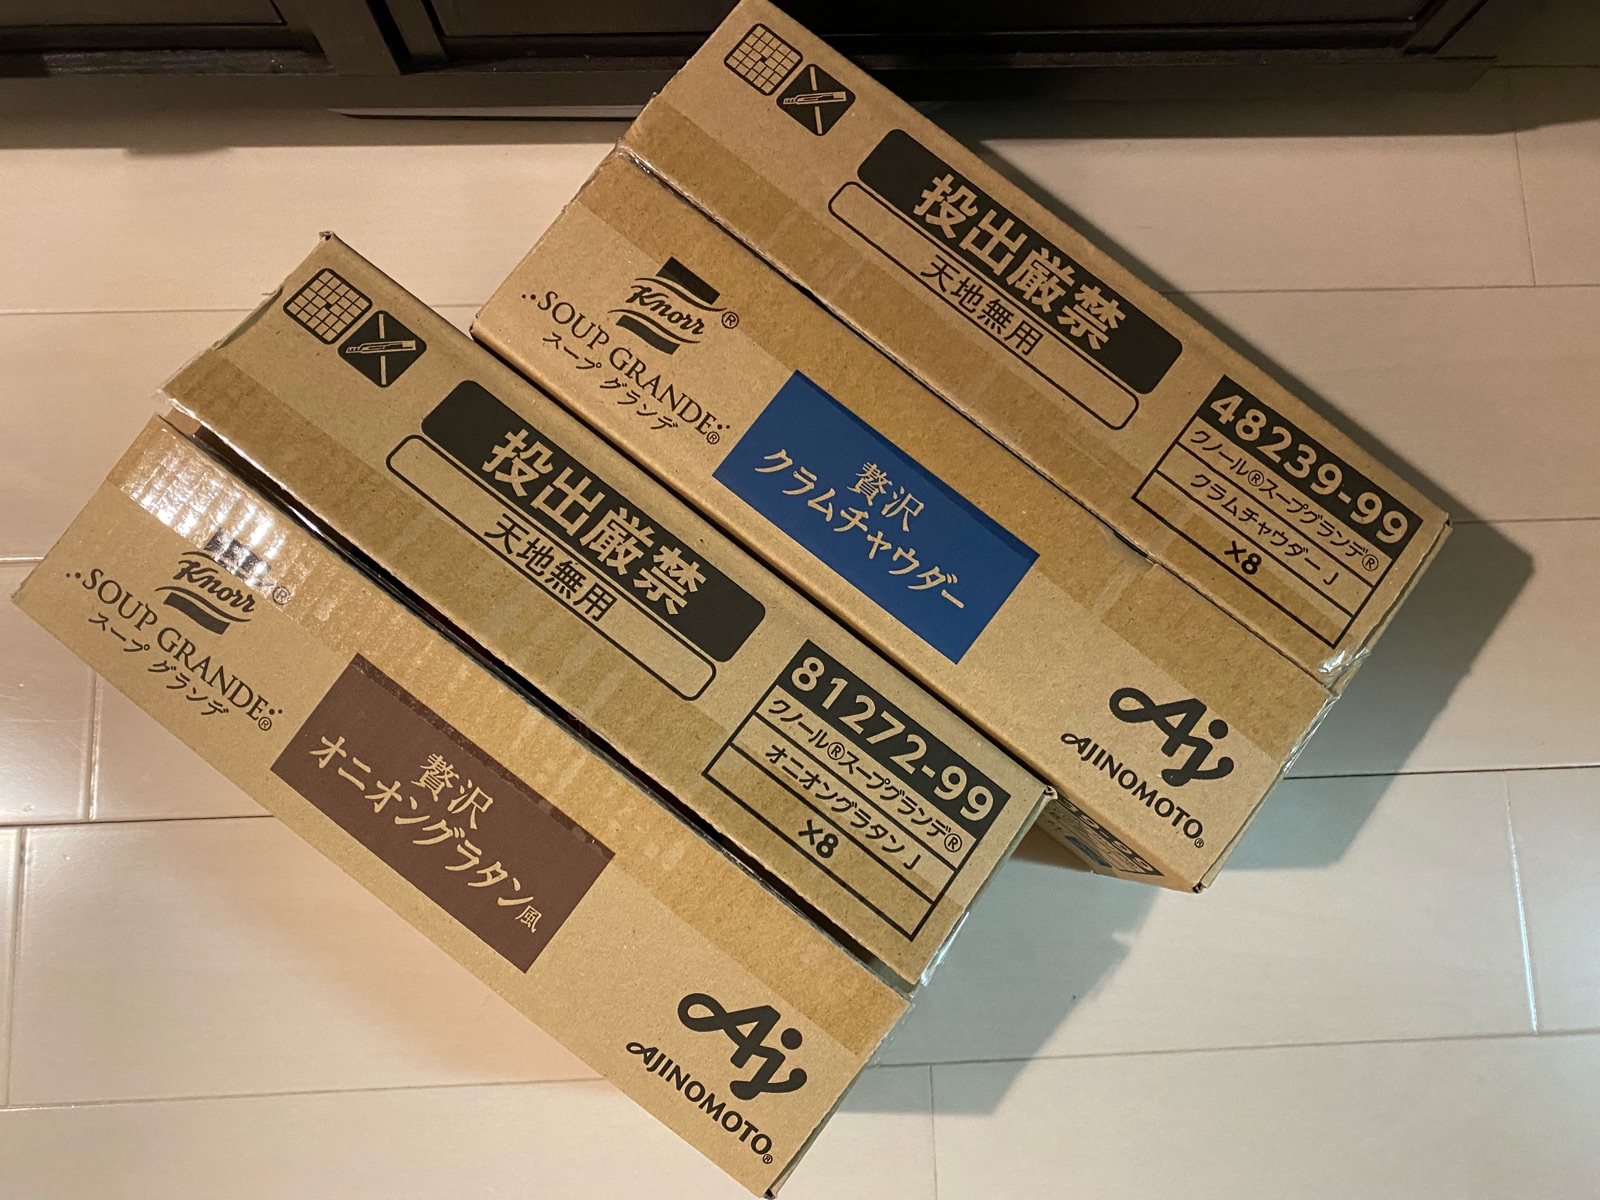 投出厳禁
天地無用
48239-99
クノール®スープグランデ®
クラムチャウダーJ
×8
Knorr®
SOUP GRANDE®
スープ グランデ
贅沢
クラムチャウダー
Aj
AJINOMOTO®
投出厳禁
天地無用
81272-99
クノール®スープグランデ®
オニオングラタンJ
×8
Knorr®
SOUP GRANDE®
スープ グランデ
贅沢
オニオングラタン風
Aj
AJINOMOTO®